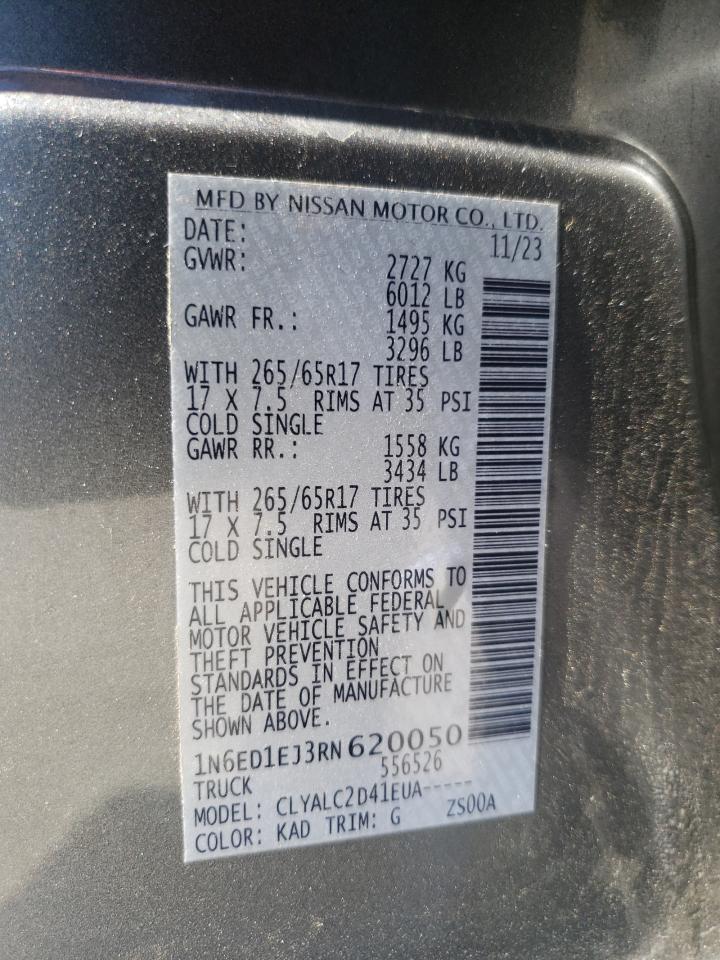 MFD BY NISSAN MOTOR CO., LTD.
DATE: 11/23
GVWR: 2727 KG
6012 LB
GAWR FR.: 1495 KG
3296 LB
WITH 265/65R17 TIRES
17 X 7.5 RIMS AT 35 PSI
COLD SINGLE
GAWR RR.: 1558 KG
3434 LB
WITH 265/65R17 TIRES
17 X 7.5 RIMS AT 35 PSI
COLD SINGLE
THIS VEHICLE CONFORMS TO
ALL APPLICABLE FEDERAL
MOTOR VEHICLE SAFETY AND
THEFT PREVENTION
STANDARDS IN EFFECT ON
THE DATE OF MANUFACTURE
SHOWN ABOVE.
1N6ED1EJ3RN620050
556526
TRUCK
MODEL: CLYALC2D41EUA-----
COLOR: KAD TRIM: G ZS00A